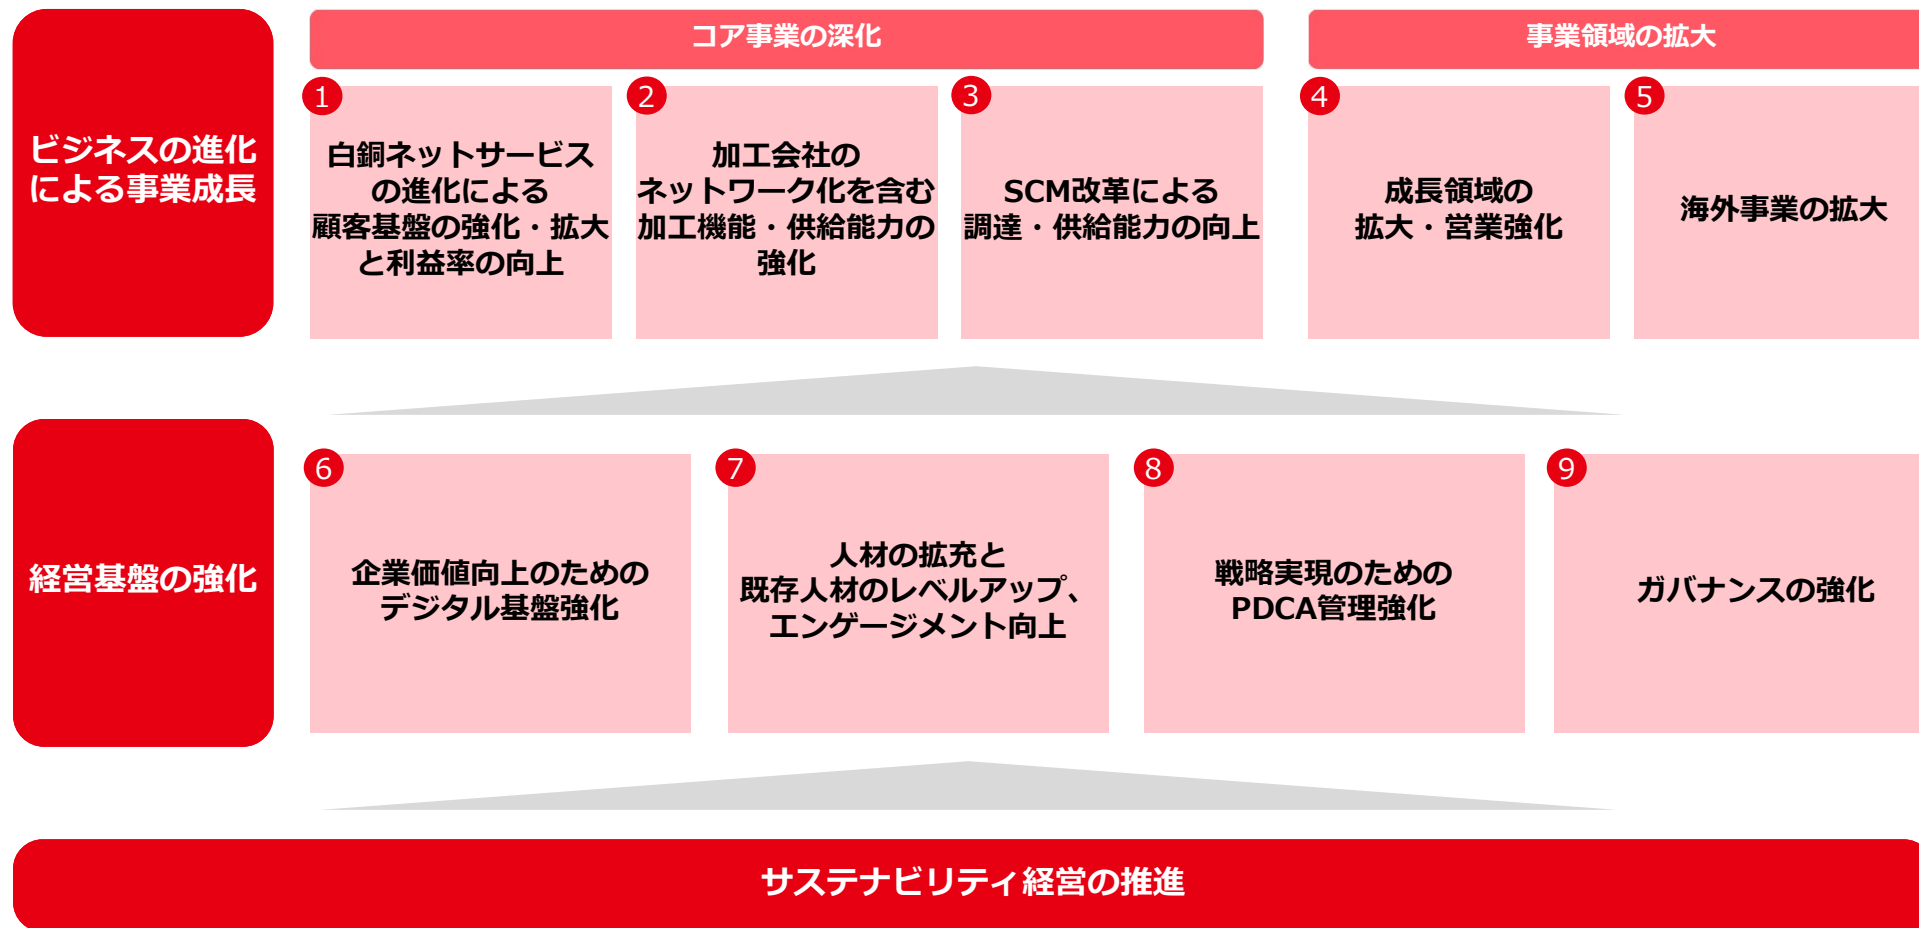 コア事業の深化
事業領域の拡大
ビジネスの進化
による事業成長
1
白銅ネットサービス
の進化による
顧客基盤の強化・拡大
と利益率の向上
2
加工会社の
ネットワーク化を含む
加工機能・供給能力の
強化
3
SCM改革による
調達・供給能力の向上
4
成長領域の
拡大・営業強化
5
海外事業の拡大
経営基盤の強化
6
企業価値向上のための
デジタル基盤強化
7
人材の拡充と
既存人材のレベルアップ、
エンゲージメント向上
8
戦略実現のための
PDCA管理強化
9
ガバナンスの強化
サステナビリティ経営の推進